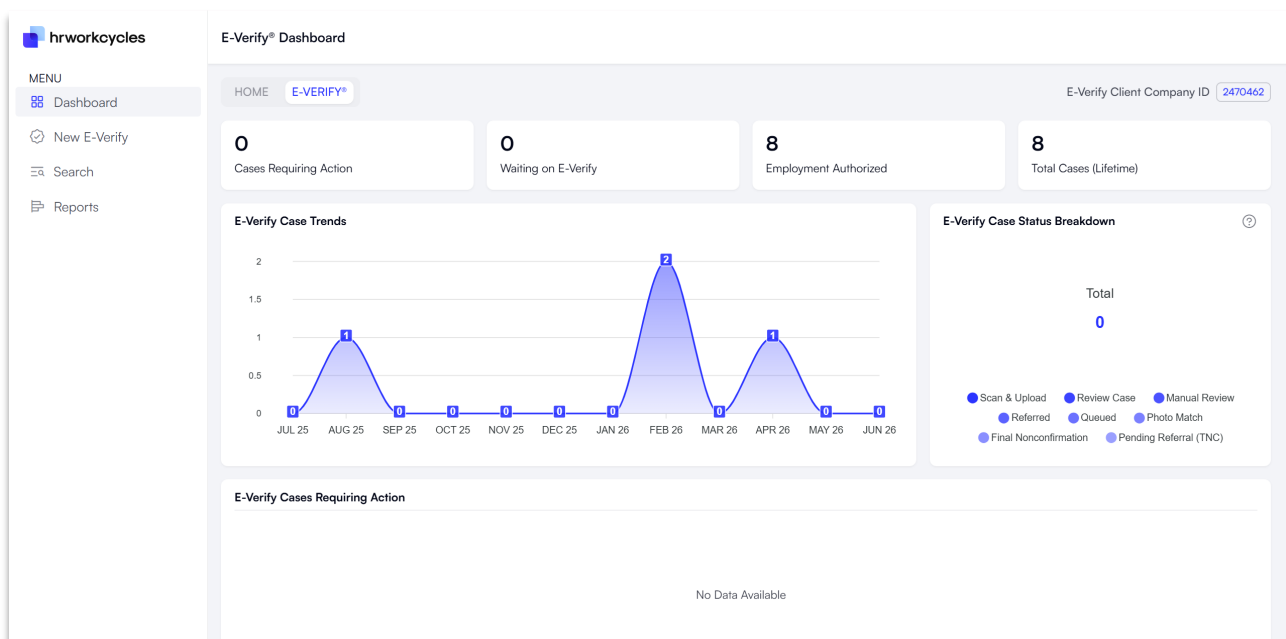 hrworkcycles
E-Verify® Dashboard
MENU
Dashboard
New E-Verify
Search
Reports
HOME
E-VERIFY®
E-Verify Client Company ID 2470462
0
Cases Requiring Action
0
Waiting on E-Verify
8
Employment Authorized
8
Total Cases (Lifetime)
E-Verify Case Trends
2
1.5
1
0.5
0
0 1 0 0 0 0 0 2 0 1 0 0
JUL 25 AUG 25 SEP 25 OCT 25 NOV 25 DEC 25 JAN 26 FEB 26 MAR 26 APR 26 MAY 26 JUN 26
E-Verify Case Status Breakdown ?
Total
0
Scan & Upload Review Case Manual Review
Referred Queued Photo Match
Final Nonconfirmation Pending Referral (TNC)
E-Verify Cases Requiring Action
No Data Available